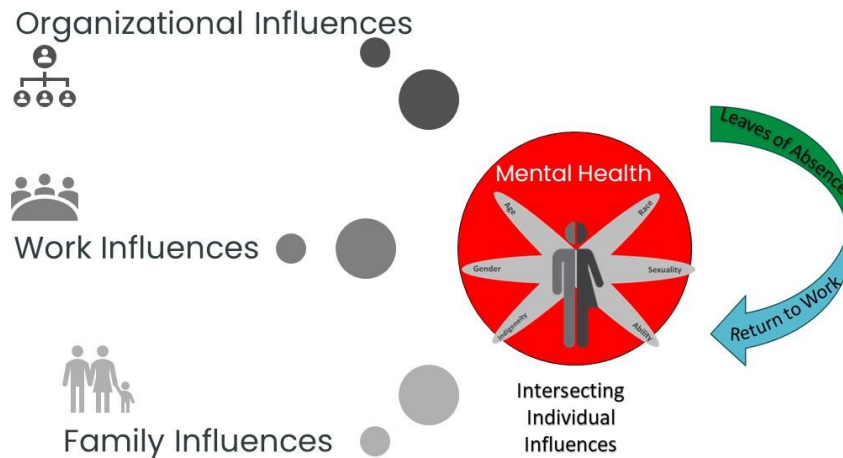 Organizational Influences
Leaves of Absence
Mental Health
Age
Race
Work Influences
Gender
Sexuality
Indigeneity
Ability
Return to Work
Intersecting
Individual
Influences
Family Influences